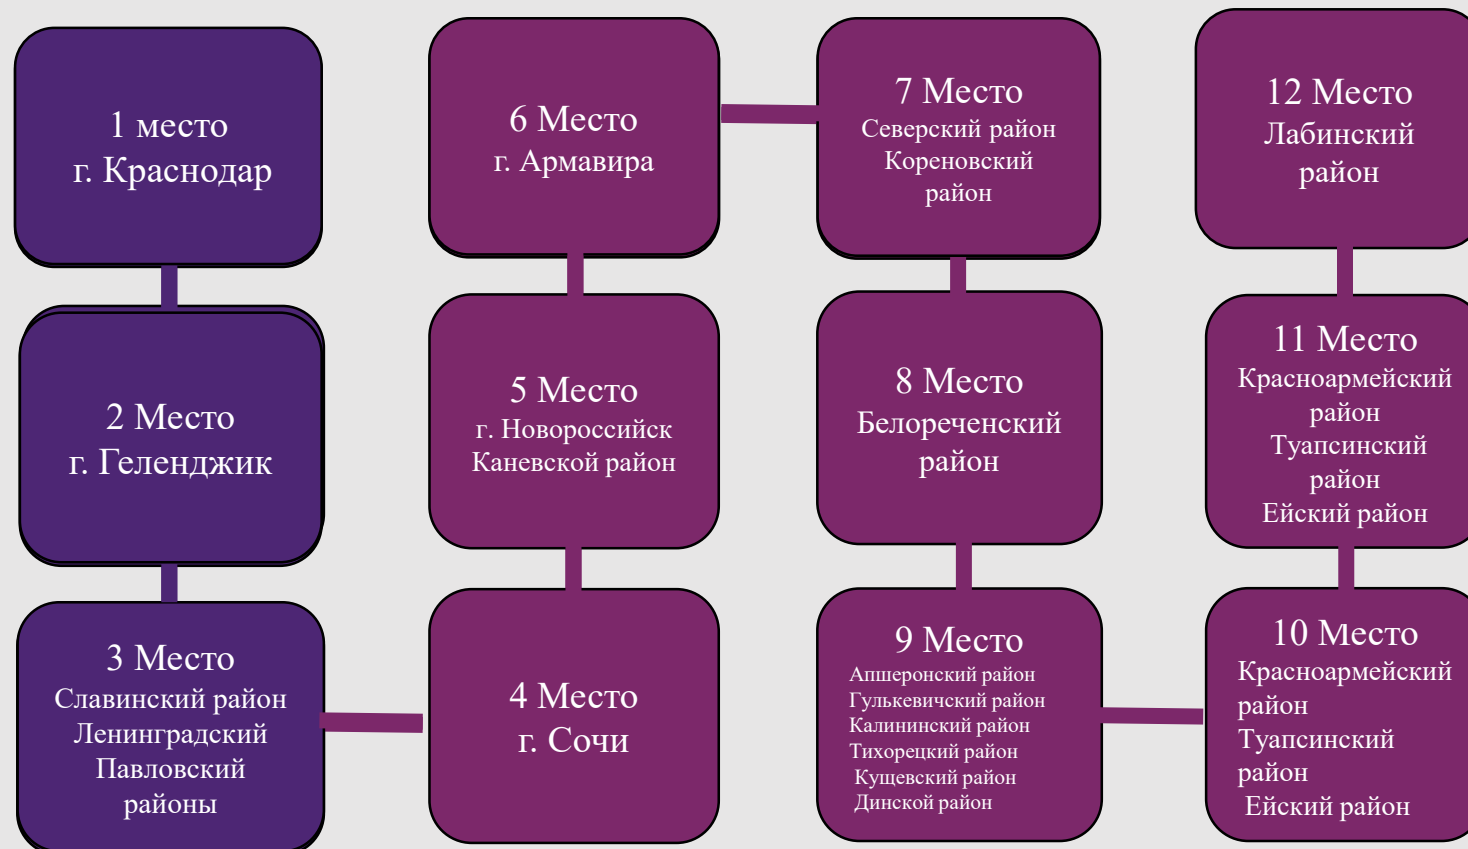 1 место
г. Краснодар
2 Место
г. Геленджик
3 Место
Славинский район
Ленинградский
Павловский
районы
4 Место
г. Сочи
5 Место
г. Новороссийск
Каневской район
6 Место
г. Армавира
7 Место
Северский район
Кореновский
район
8 Место
Белореченский
район
9 Место
Апшеронский район
Гулькевичский район
Калининский район
Тихорецкий район
Кущевский район
Динской район
10 Место
Красноармейский
район
Туапсинский
район
Ейский район
11 Место
Красноармейский
район
Туапсинский
район
Ейский район
12 Место
Лабинский
район